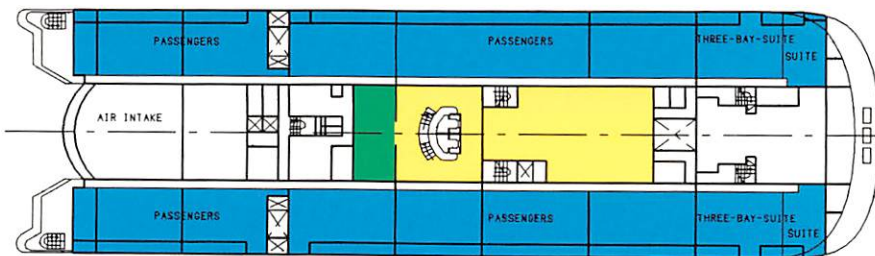 PASSENGERS
PASSENGERS
THREE-BAY-SUITE
SUITE
AIR INTAKE
PASSENGERS
PASSENGERS
THREE-BAY-SUITE
SUITE